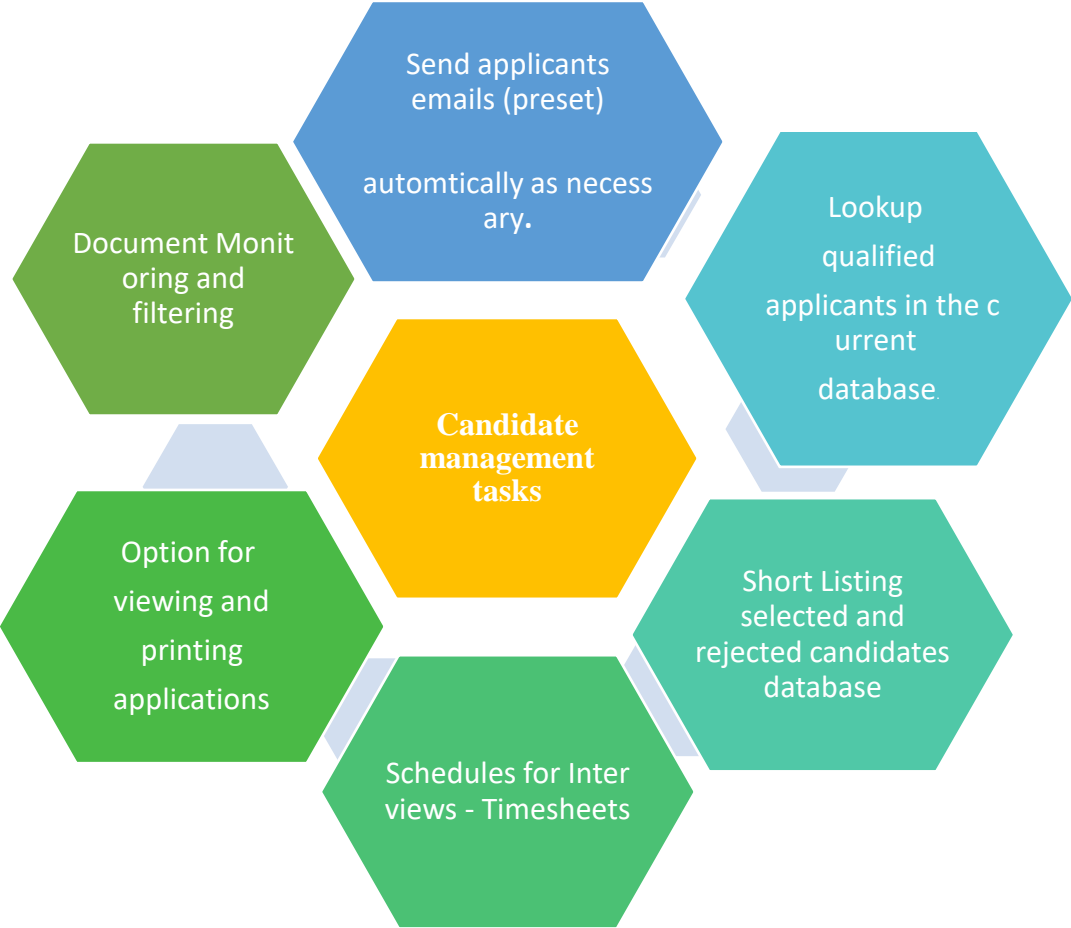 Send applicants
emails (preset)
automtically as necess
ary.
Lookup
qualified
applicants in the c
urrent
database.
Document Monit
oring and
filtering
Candidate
management
tasks
Option for
viewing and
printing
applications
Short Listing
selected and
rejected candidates
database
Schedules for Inter
views - Timesheets